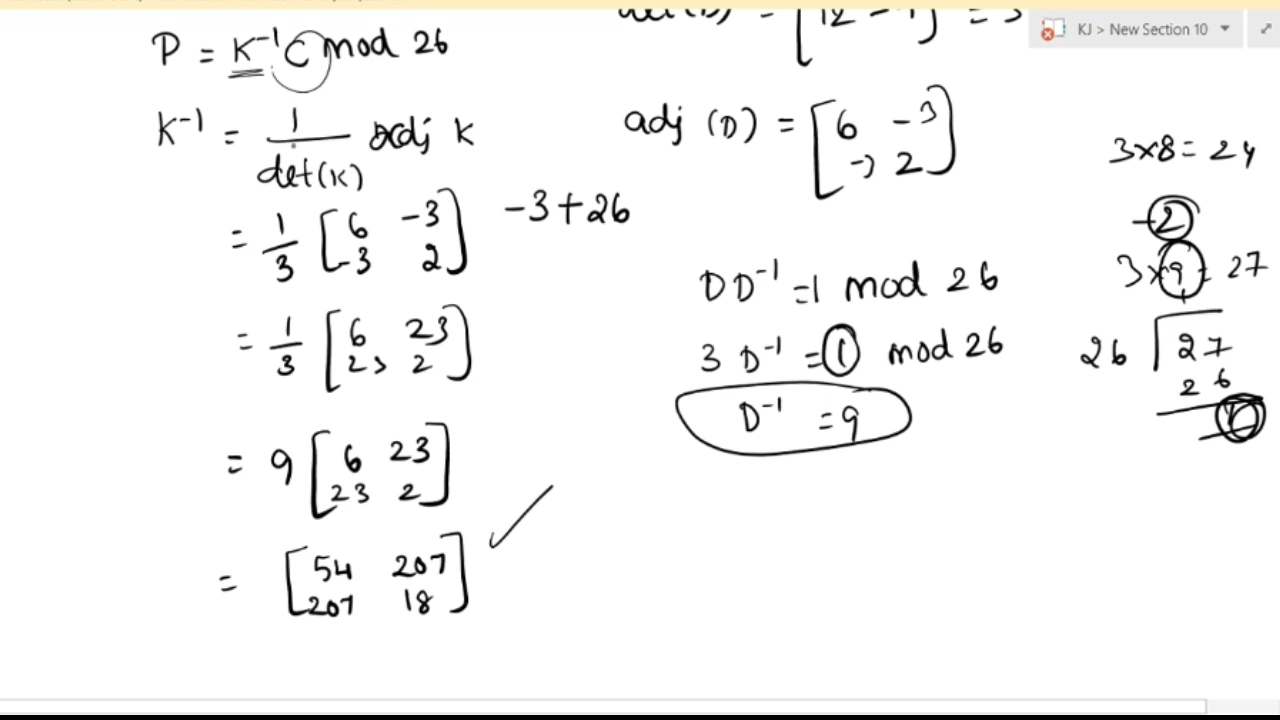 KJ > New Section 10
P = K⁻¹ C mod 26
K⁻¹ = 1/det(K) adj K
= 1/3 [6 -3
-3 2] -3+26
= 1/3 [6 23
23 2]
= 9 [6 23
23 2]
= [54 207
207 18]
adj (D) = [6 -3
2]
D D⁻¹ = 1 mod 26
3 D⁻¹ = 1 mod 26
D⁻¹ = 9
3×8 = 24
-2
3×9 = 27
26 27
26
1